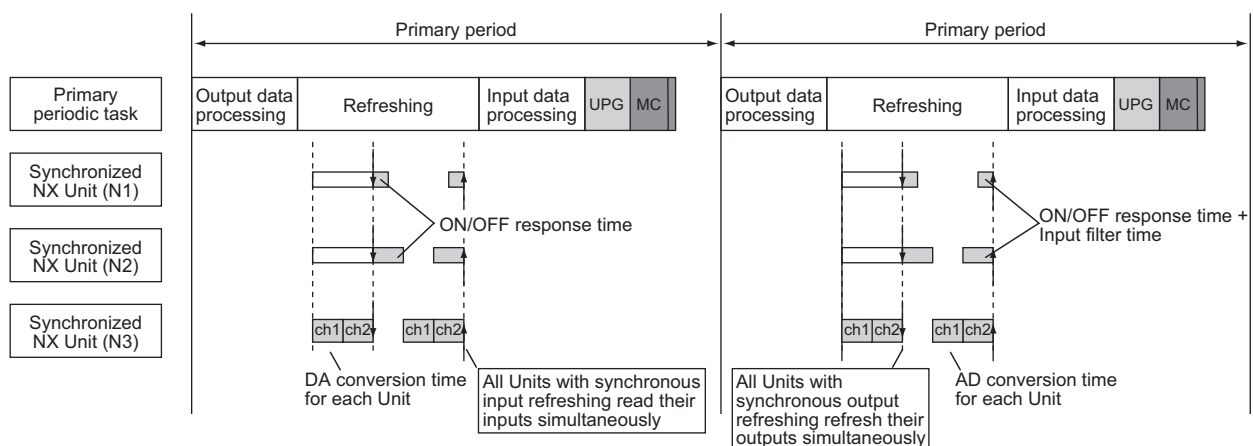 Primary period
Primary period
Primary
periodic task
Output data
processing
Refreshing
Input data
processing
UPG
MC
Output data
processing
Refreshing
Input data
processing
UPG
MC
Synchronized
NX Unit (N1)
ON/OFF response time
ON/OFF response time +
Input filter time
Synchronized
NX Unit (N2)
Synchronized
NX Unit (N3)
ch1
ch2
ch1
ch2
ch1
ch2
ch1
ch2
DA conversion time
for each Unit
All Units with synchronous
input refreshing read their
inputs simultaneously
All Units with
synchronous output
refreshing refresh their
outputs simultaneously
AD conversion time
for each Unit